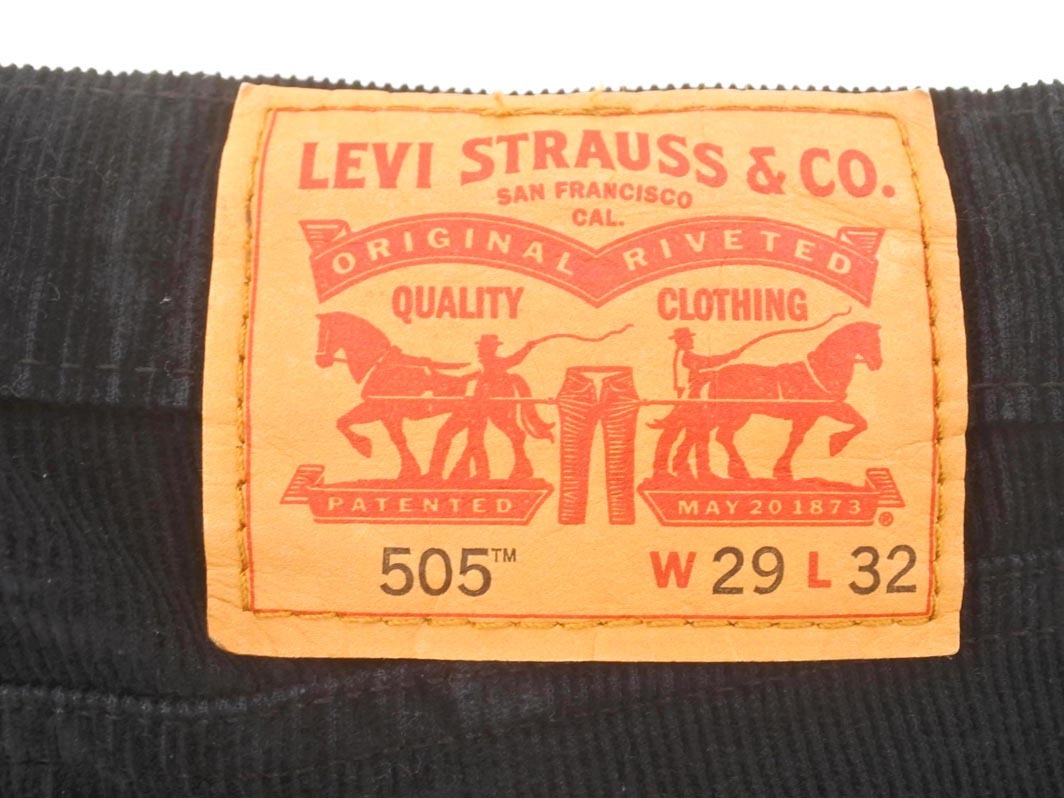 LEVI STRAUSS & CO.
SAN FRANCISCO
CAL.
ORIGINAL RIVETED
QUALITY CLOTHING
PATENTED MAY 20 1873 ®
505™ W 29 L 32